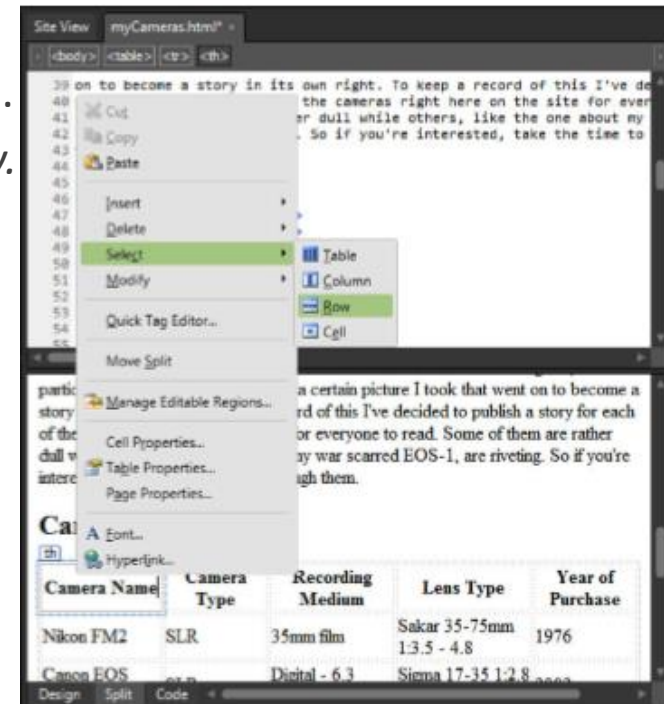 Site View myCameras.html*
<body> <table> <tr> <th>
39 on to become a story in its own right. To keep a record of this I've de
40 the cameras right here on the site for ever
41 er dull while others, like the one about my
42 . So if you're interested, take the time to
43
44
45
46
47
48
49
50
51
52
53
54
55
Cut
Copy
Paste
Insert
Delete
Select
Modify
Quick Tag Editor...
Move Split
Manage Editable Regions...
Cell Properties...
Table Properties...
Page Properties...
Font...
Hyperlink...
Table
Column
Row
Cell
partic a certain picture I took that went on to become a
story rd of this I've decided to publish a story for each
of the or everyone to read. Some of them are rather
dull w ny war scarred EOS-1, are riveting. So if you're
intere ugh them.
Ca
th
Camera Name Camera Type Recording Medium Lens Type Year of Purchase
Nikon FM2 SLR 35mm film Sakar 35-75mm 1:3.5 - 4.8 1976
Canon EOS Digital - 6.3 Sigma 17-35 1:2.8
Design Split Code